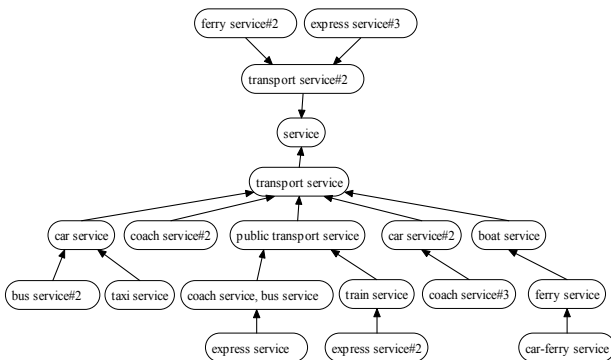 ferry service#2
express service#3
transport service#2
service
transport service
car service
coach service#2
public transport service
car service#2
boat service
bus service#2
taxi service
coach service, bus service
train service
coach service#3
ferry service
express service
express service#2
car-ferry service